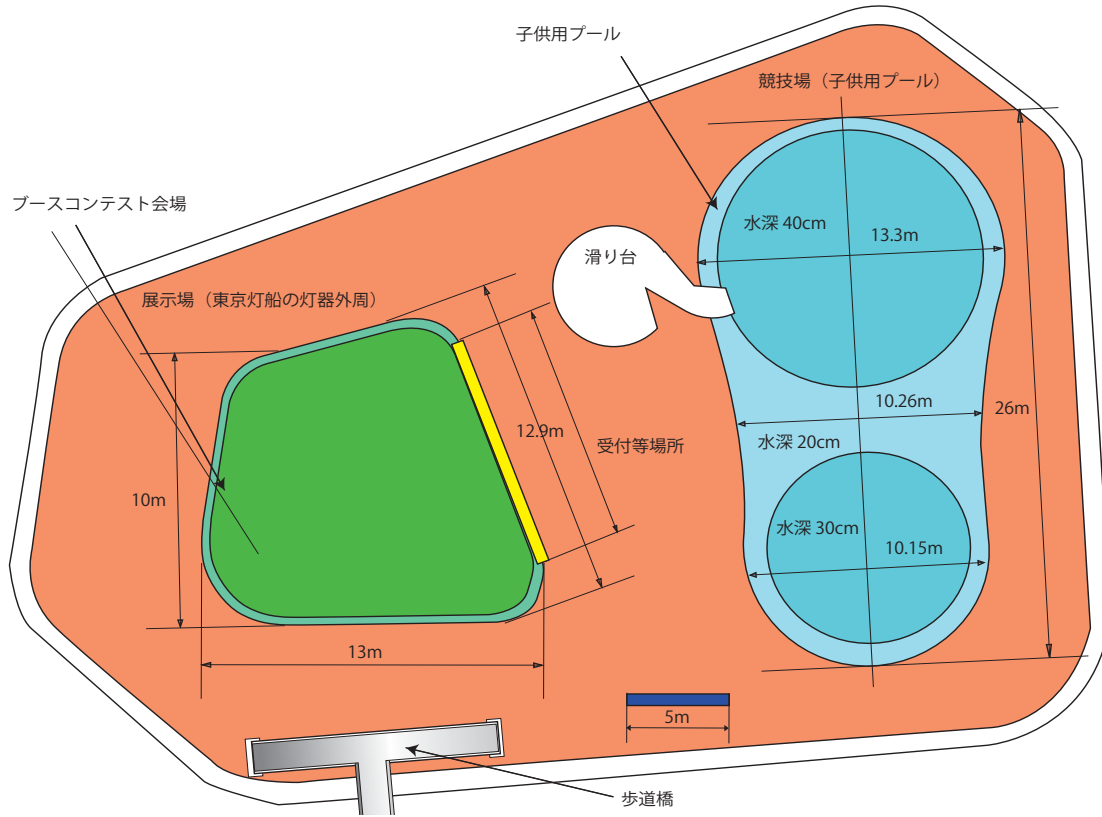 子供用プール
競技場（子供用プール）
ブースコンテスト会場
水深 40cm
13.3m
滑り台
展示場（東京灯船の灯器外周）
10.26m
26m
12.9m
水深 20cm
受付等場所
10m
水深 30cm
10.15m
13m
5m
歩道橋